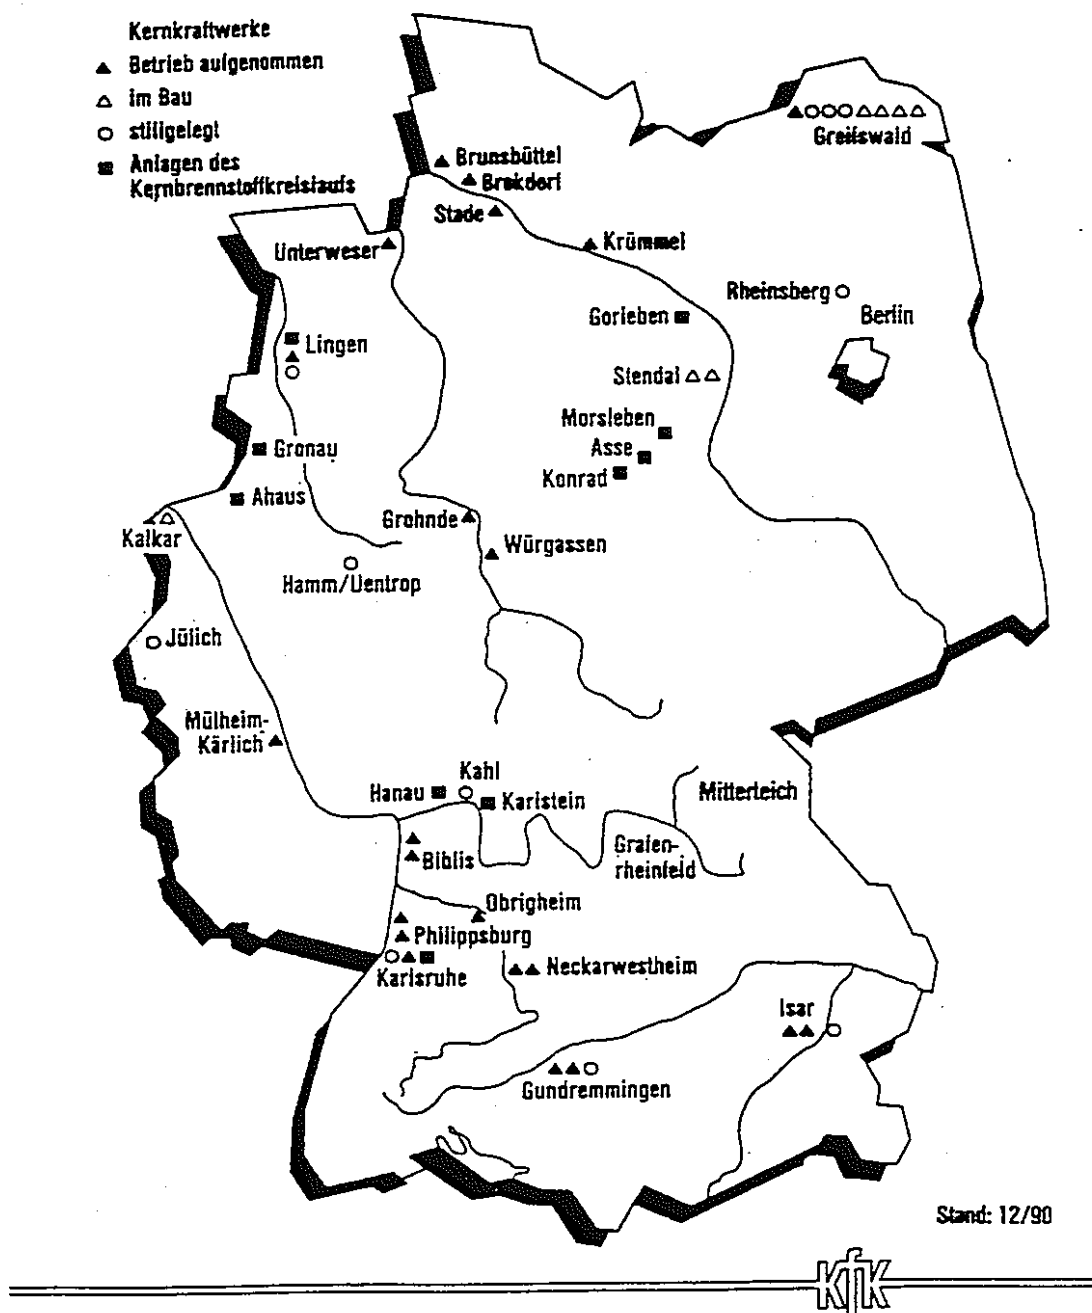 Kernkraftwerke
Betrieb aufgenommen
im Bau
stillgelegt
Anlagen des
Kernbrennstoffkreislaufs
Greifswald
Brunsbüttel
Brokdorf
Stade
Unterweser
Krümmel
Rheinsberg
Gorleben
Berlin
Lingen
Stendal
Morsleben
Asse
Gronau
Konrad
Ahaus
Grohnde
Kalkar
Würgassen
Hamm/Uentrop
Jülich
Mülheim-
Kärlich
Kahl
Hanau
Karlstein
Mitterteich
Grafen-
rheinfeld
Biblis
Obrigheim
Philippsburg
Karlsruhe
Neckarwestheim
Isar
Gundremmingen
Stand: 12/90
KfK